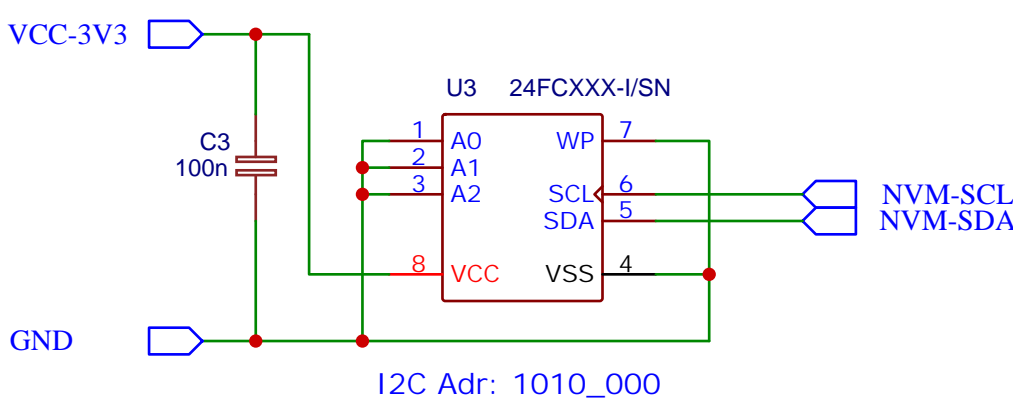 VCC-3V3
U3 24FCXXX-I/SN
C3
100n
1 A0 WP 7
2 A1
3 A2 SCL 6
SDA 5
8 VCC VSS 4
NVM-SCL
NVM-SDA
GND
I2C Adr: 1010_000